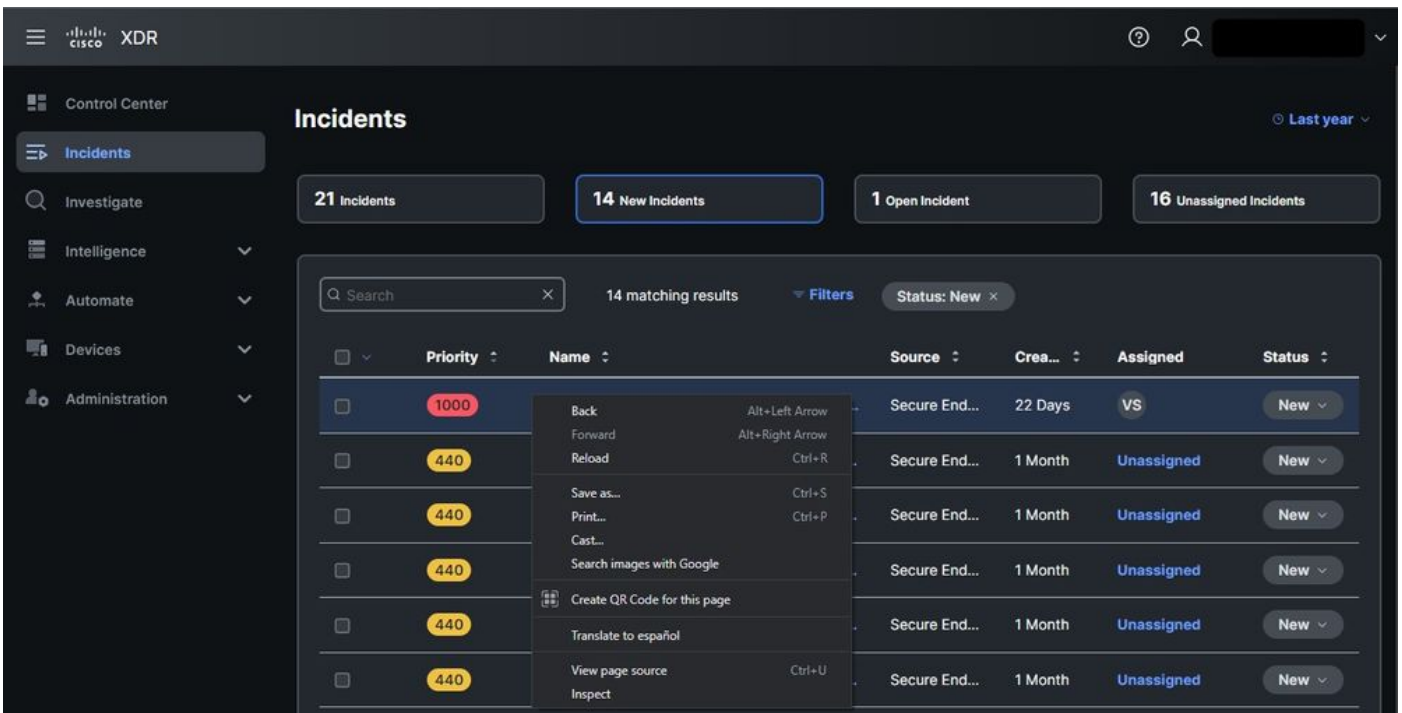 CISCO XDR
Control Center
Incidents
Investigate
Intelligence
Automate
Devices
Administration
Incidents
Last year
21 Incidents
14 New Incidents
1 Open Incident
16 Unassigned Incidents
Search
14 matching results
Filters
Status: New ×
Priority Name Source Crea... Assigned Status
1000 Secure End... 22 Days VS New
440 Secure End... 1 Month Unassigned New
440 Secure End... 1 Month Unassigned New
440 Secure End... 1 Month Unassigned New
440 Secure End... 1 Month Unassigned New
440 Secure End... 1 Month Unassigned New
Back Alt+Left Arrow
Forward Alt+Right Arrow
Reload Ctrl+R
Save as... Ctrl+S
Print... Ctrl+P
Cast...
Search images with Google
Create QR Code for this page
Translate to español
View page source Ctrl+U
Inspect